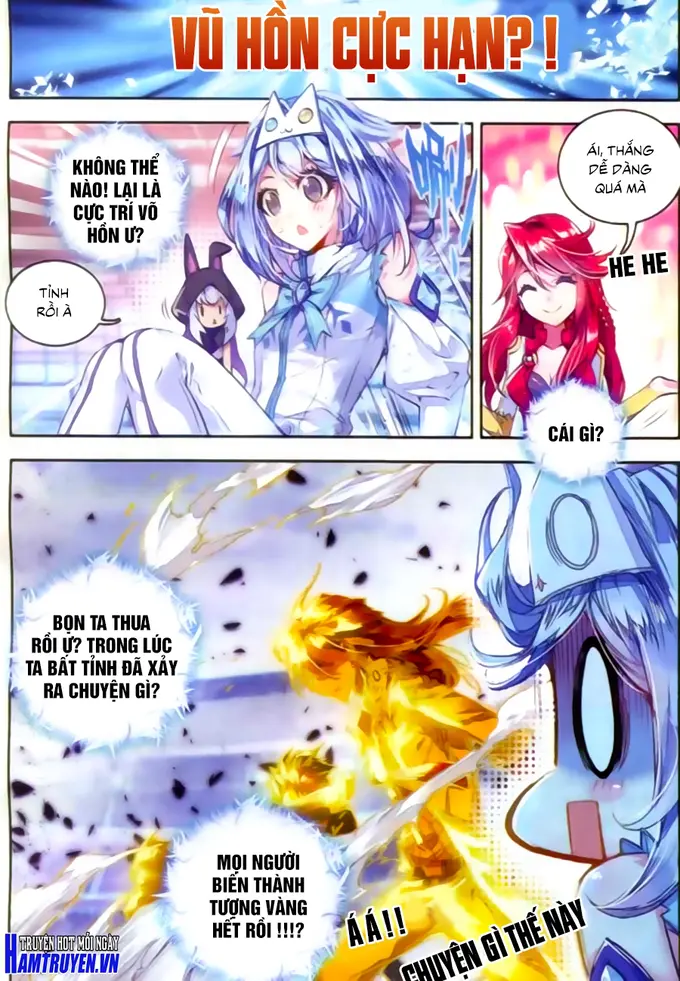 VŨ HỒN CỰC HẠN?!
KHÔNG THỂ
NÀO! LẠI LÀ
CỰC TRÍ VÕ
HỒN Ư?
TỈNH
RỒI À
ÁI, THẮNG
DỄ DÀNG
QUÁ MÀ
HE HE
CÁI GÌ?
BỌN TA THUA
RỒI Ự? TRONG LÚC
TA BẤT TỈNH ĐÃ XẢY
RA CHUYỆN GÌ?
MỌI NGƯỜI
BIẾN THÀNH
TƯỢNG VÀNG
HẾT RỒI !!!?
Á Á!!
CHUYỆN GÌ THẾ NÀY
TRUYỆN HOT MỖI NGÀY
HAMTRUYEN.VN